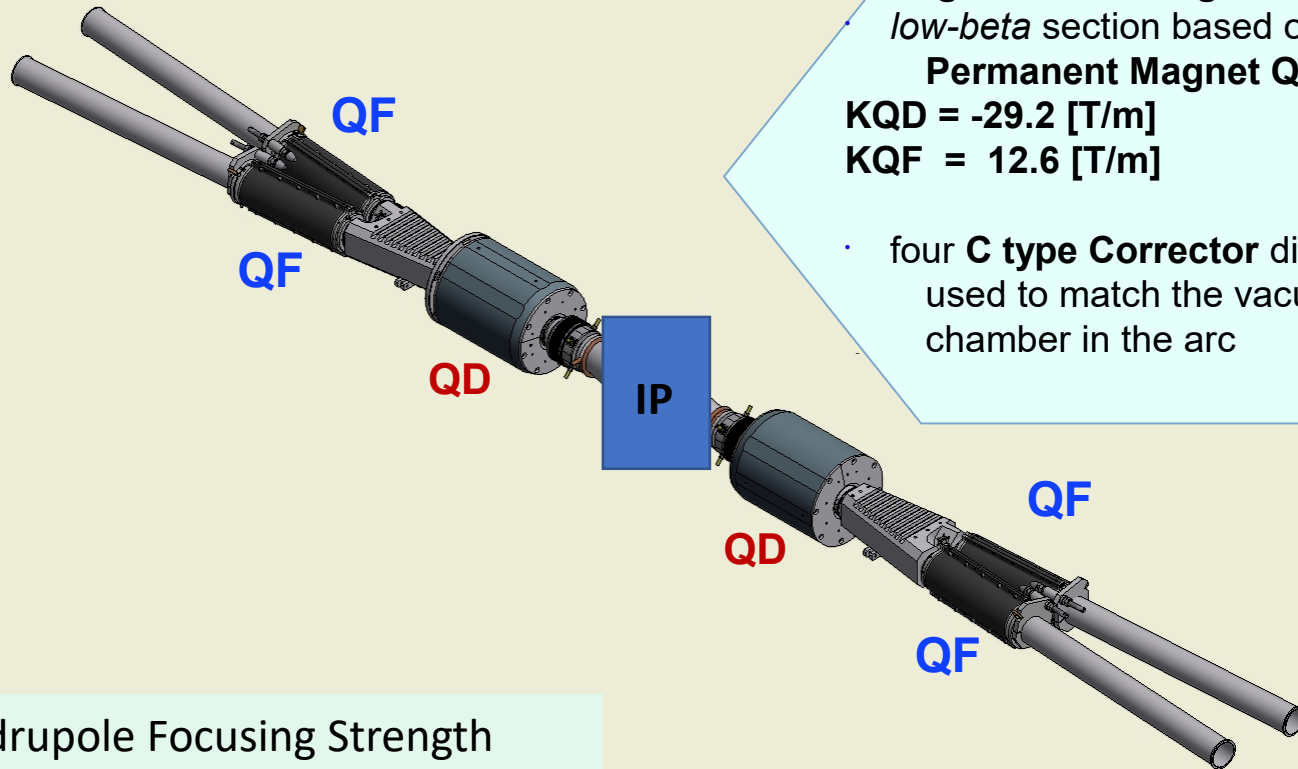 low-beta section based o
Permanent Magnet Q
KQD = -29.2 [T/m]
KQF = 12.6 [T/m]
· four C type Corrector di
used to match the vacu
chamber in the arc
QF
QF
QD
IP
QD
QF
QF
drupole Focusing Strength